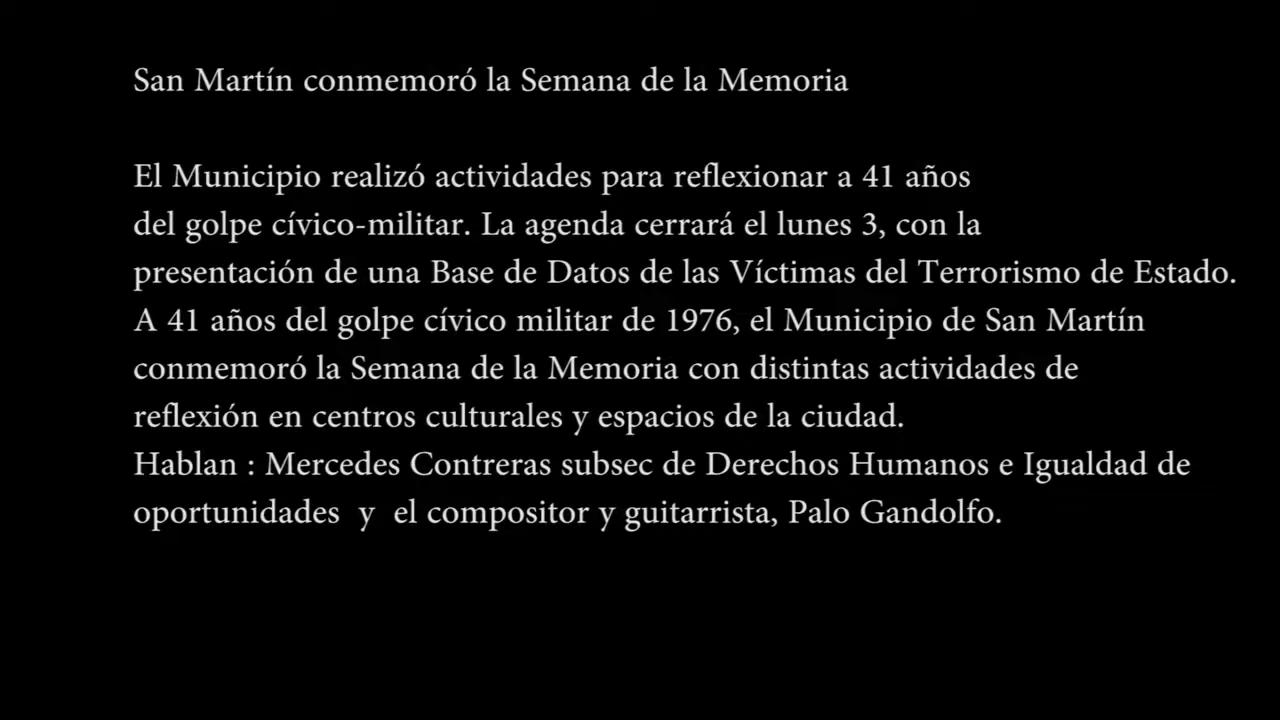 San Martín conmemoró la Semana de la Memoria
El Municipio realizó actividades para reflexionar a 41 años
del golpe cívico-militar. La agenda cerrará el lunes 3, con la
presentación de una Base de Datos de las Víctimas del Terrorismo de Estado.
A 41 años del golpe cívico militar de 1976, el Municipio de San Martín
conmemoró la Semana de la Memoria con distintas actividades de
reflexión en centros culturales y espacios de la ciudad.
Hablan : Mercedes Contreras subsec de Derechos Humanos e Igualdad de
oportunidades  y  el compositor y guitarrista, Palo Gandolfo.